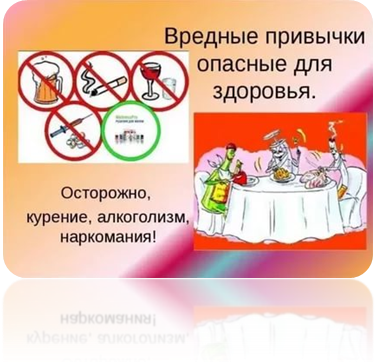 Вредные привычки
опасные для
здоровья.
Осторожно,
курение, алкоголизм,
наркомания!